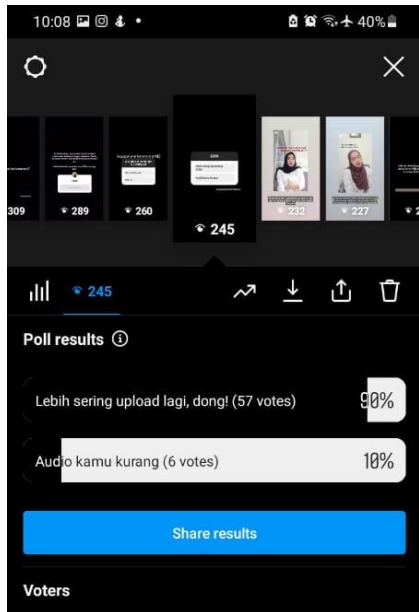 10:08
40%
309
289
260
245
232
227
245
Poll results
Lebih sering upload lagi, dong! (57 votes) 90%
Audio kamu kurang (6 votes) 10%
Share results
Voters